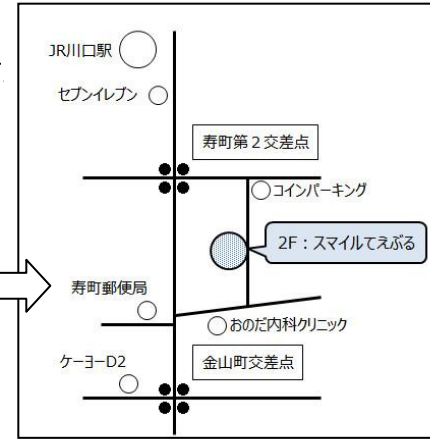 JR川口駅
セブンイレブン
寿町第2交差点
コインパーキング
2F:スマイルてえぶる
寿町郵便局
おのだ内科クリニック
ケーヨーD2
金山町交差点